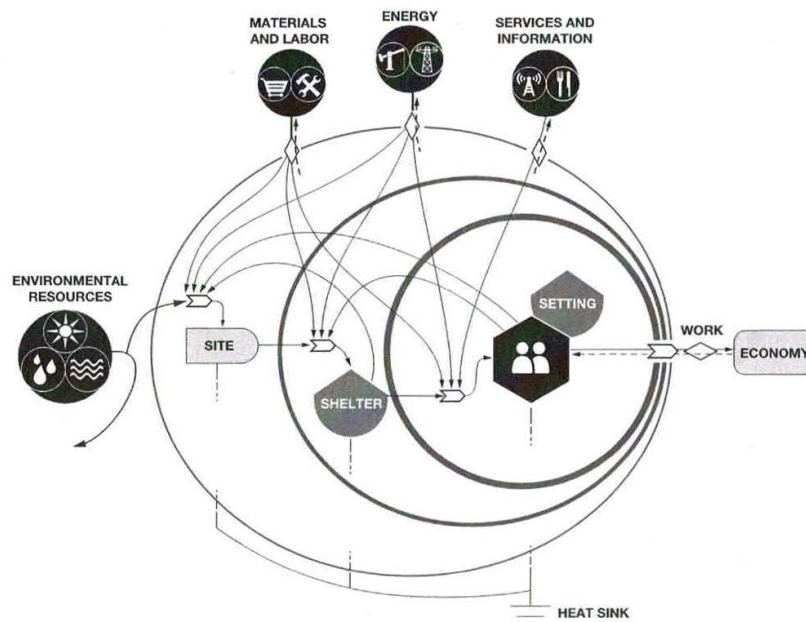 MATERIALS
AND LABOR
ENERGY
SERVICES AND
INFORMATION
ENVIRONMENTAL
RESOURCES
SITE
SHELTER
SETTING
WORK
ECONOMY
HEAT SINK